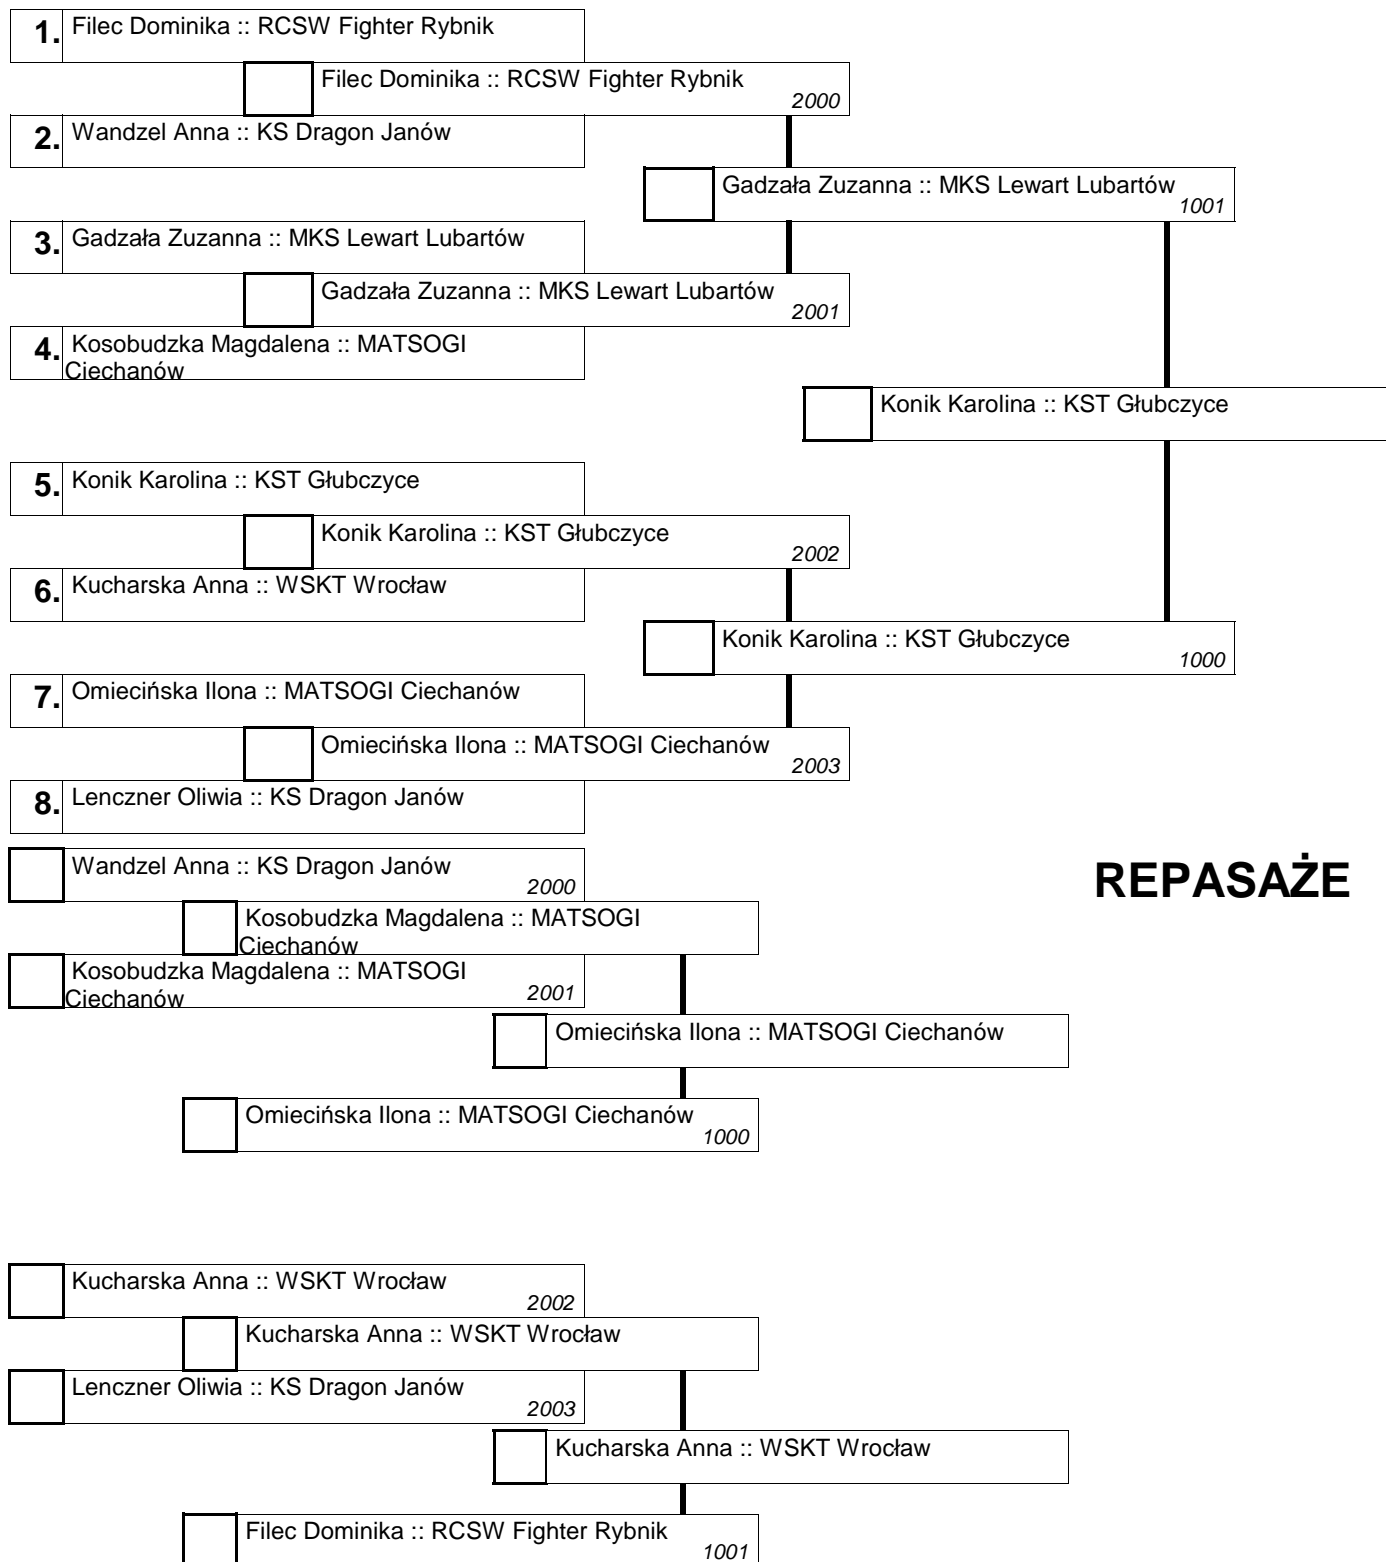 1. Filec Dominika :: RCSW Fighter Rybnik
Filec Dominika :: RCSW Fighter Rybnik
2000
2. Wandzel Anna :: KS Dragon Janów
Gadzała Zuzanna :: MKS Lewart Lubartów
1001
3. Gadzała Zuzanna :: MKS Lewart Lubartów
Gadzała Zuzanna :: MKS Lewart Lubartów
2001
4. Kosobudzka Magdalena :: MATSOGI
Ciechanów
Konik Karolina :: KST Głubczyce
5. Konik Karolina :: KST Głubczyce
Konik Karolina :: KST Głubczyce
2002
6. Kucharska Anna :: WSKT Wrocław
Konik Karolina :: KST Głubczyce
1000
7. Omiecińska Ilona :: MATSOGI Ciechanów
Omiecińska Ilona :: MATSOGI Ciechanów
2003
8. Lenczner Oliwia :: KS Dragon Janów
Wandzel Anna :: KS Dragon Janów
2000
REPASAŻE
Kosobudzka Magdalena :: MATSOGI
Ciechanów
Kosobudzka Magdalena :: MATSOGI
Ciechanów
2001
Omiecińska Ilona :: MATSOGI Ciechanów
Omiecińska Ilona :: MATSOGI Ciechanów
1000
Kucharska Anna :: WSKT Wrocław
2002
Kucharska Anna :: WSKT Wrocław
Lenczner Oliwia :: KS Dragon Janów
2003
Kucharska Anna :: WSKT Wrocław
Filec Dominika :: RCSW Fighter Rybnik
1001